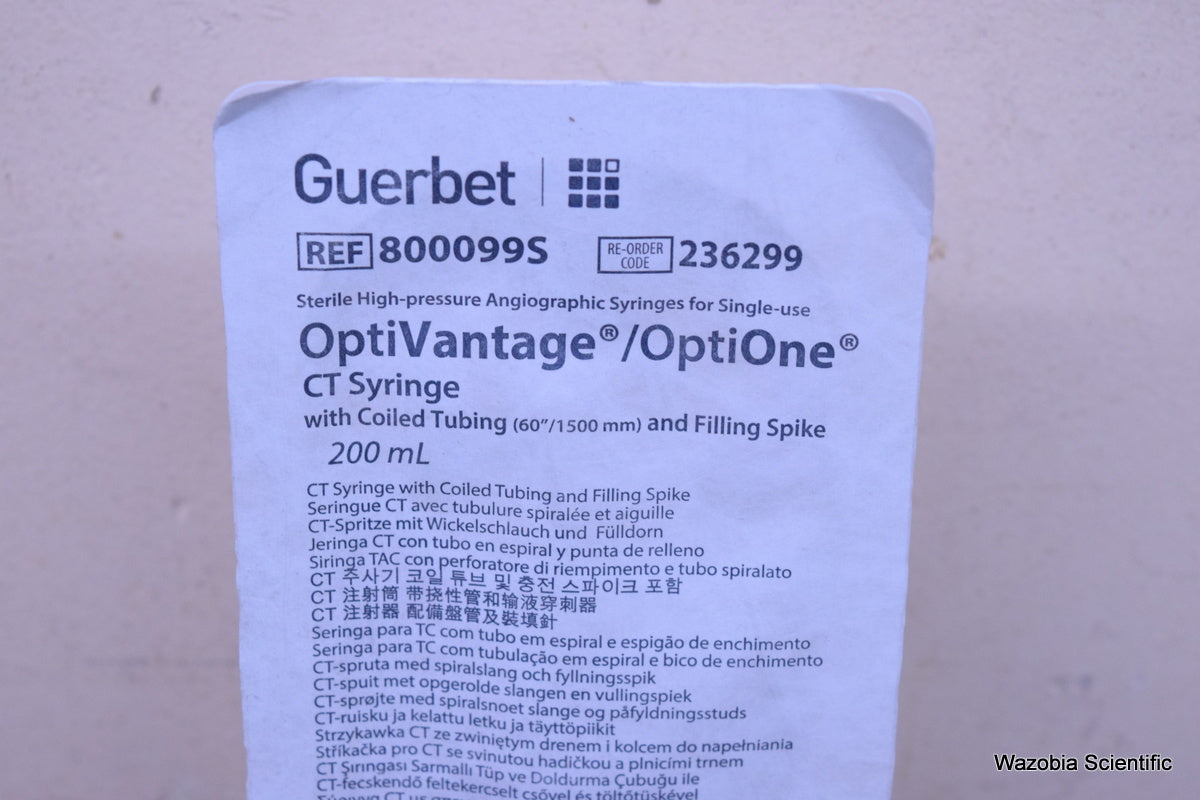 Guerbet
REF 800099S RE-ORDER CODE 236299
Sterile High-pressure Angiographic Syringes for Single-use
OptiVantage®/OptiOne®
CT Syringe
with Coiled Tubing (60”/1500 mm) and Filling Spike
200 mL
CT Syringe with Coiled Tubing and Filling Spike
Seringue CT avec tubulure spiralée et aiguille
CT-Spritze mit Wickelschlauch und Fülldorn
Jeringa CT con tubo en espiral y punta de relleno
Siringa TAC con perforatore di riempimento e tubo spiralato
CT 주사기 코일 튜브 및 충전 스파이크 포함
CT 注射筒 带挠性管和输液穿刺器
CT 注射器 配備盤管及裝填針
Seringa para TC com tubo em espiral e espigão de enchimento
Seringa para TC com tubulação em espiral e bico de enchimento
CT-spruta med spiralslang och fyllningsspik
CT-spuit met opgerolde slangen en vullingspiek
CT-sprøjte med spiralsnoet slange og påfyldningsstuds
CT-ruisku ja kelattu letku ja täyttöpiikit
Strzykawka CT ze zwiniętym drenem i kolcem do napełniania
Stříkačka pro CT se svinutou hadičkou a plnicími trnem
CT Şırıngası Sarmallı Tüp ve Doldurma Çubuğu ile
CT-fecskendő feltekercselt csővel és töltőtüskével
Wazobia Scientific